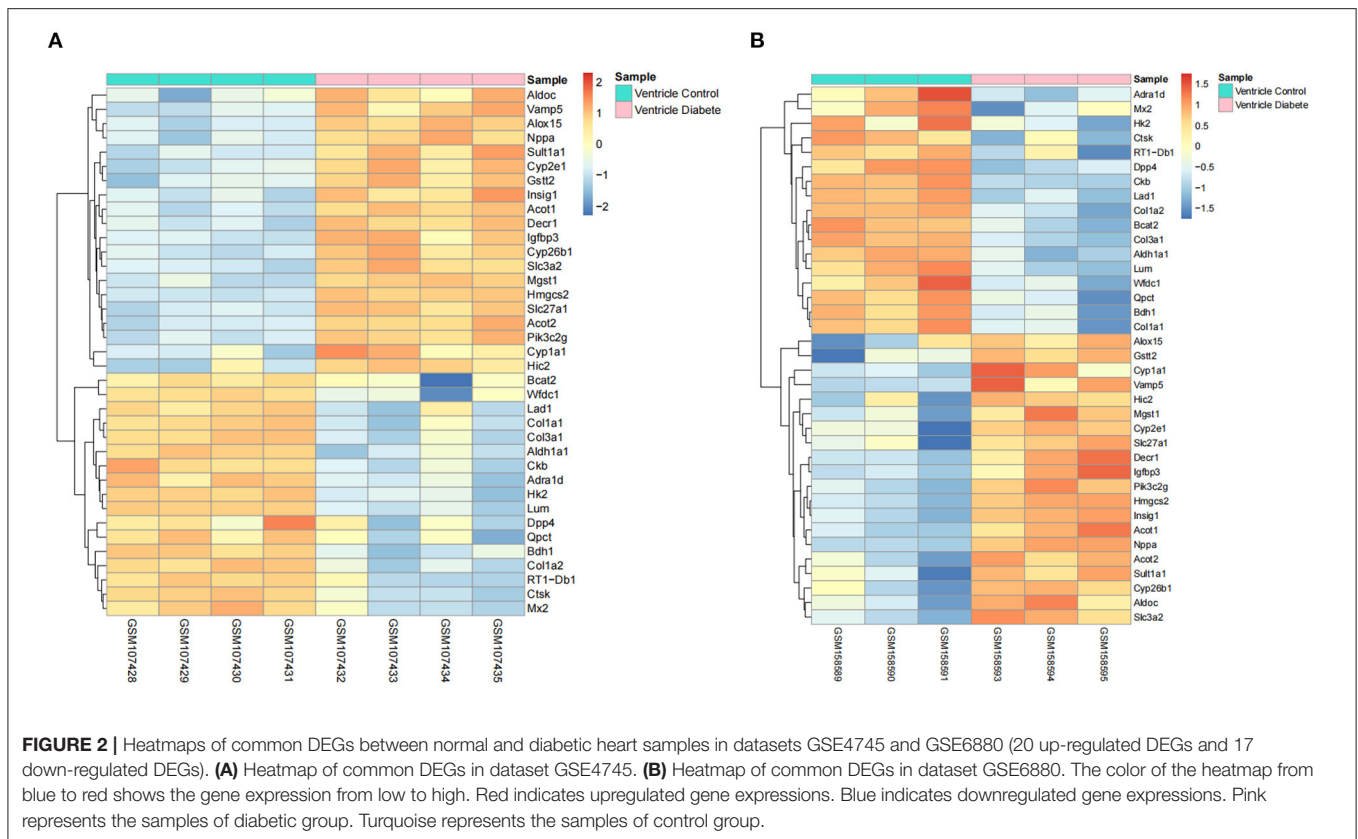 A
Sample
Aldoc
Vamp5
Alox15
Nppa
Sult1a1
Cyp2e1
Gstt2
Insig1
Acot1
Decr1
Igfbp3
Cyp26b1
Slc3a2
Mgst1
Hmgcs2
Slc27a1
Acot2
Pik3c2g
Cyp1a1
Hic2
Bcat2
Wfdc1
Lad1
Col1a1
Col3a1
Aldh1a1
Ckb
Adra1d
Hk2
Lum
Dpp4
Qpct
Bdh1
Col1a2
RT1-Db1
Ctsk
Mx2
GSM107428
GSM107429
GSM107430
GSM107431
GSM107432
GSM107433
GSM107434
GSM107435
2
1
0
-1
-2
Sample
Ventricle Control
Ventricle Diabete
B
Sample
Adra1d
Mx2
Hk2
Ctsk
RT1-Db1
Dpp4
Ckb
Lad1
Col1a2
Bcat2
Col3a1
Aldh1a1
Lum
Wfdc1
Qpct
Bdh1
Col1a1
Alox15
Gstt2
Cyp1a1
Vamp5
Hic2
Mgst1
Cyp2e1
Slc27a1
Decr1
Igfbp3
Pik3c2g
Hmgcs2
Insig1
Acot1
Nppa
Acot2
Sult1a1
Cyp26b1
Aldoc
Slc3a2
GSM158589
GSM158590
GSM158591
GSM158593
GSM158594
GSM158595
1.5
1
0.5
0
-0.5
-1
-1.5
Sample
Ventricle Control
Ventricle Diabete
FIGURE 2 | Heatmaps of common DEGs between normal and diabetic heart samples in datasets GSE4745 and GSE6880 (20 up-regulated DEGs and 17
down-regulated DEGs). (A) Heatmap of common DEGs in dataset GSE4745. (B) Heatmap of common DEGs in dataset GSE6880. The color of the heatmap from
blue to red shows the gene expression from low to high. Red indicates upregulated gene expressions. Blue indicates downregulated gene expressions. Pink
represents the samples of diabetic group. Turquoise represents the samples of control group.